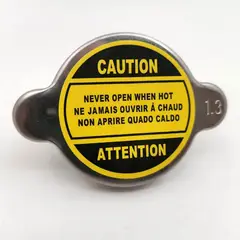 CAUTION
NEVER OPEN WHEN HOT
NE JAMAIS OUVRIR Á CHAUD
NON APRIRE QUADO CALDO
ATTENTION
1.3